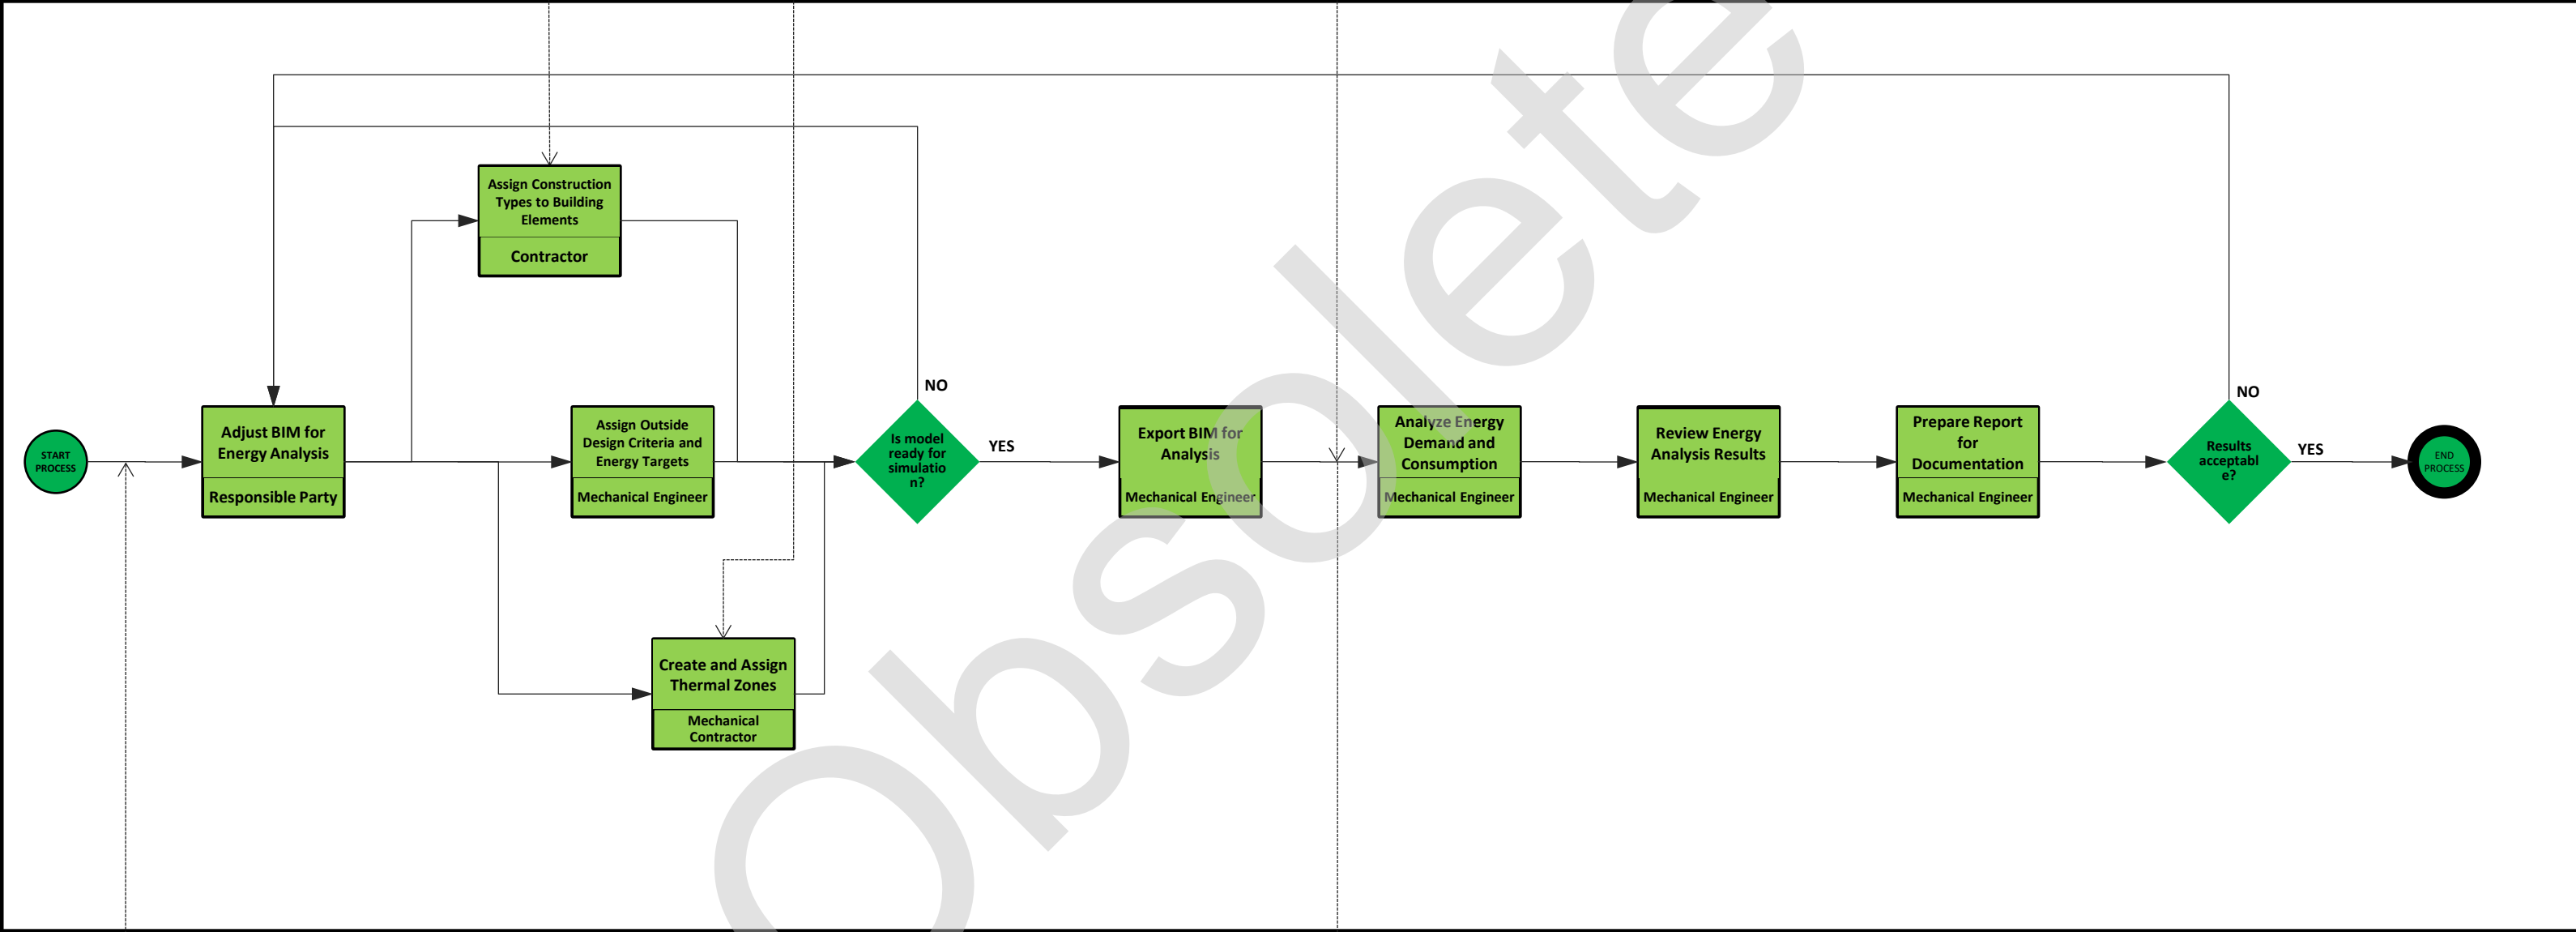 START
PROCESS
Adjust BIM for
Energy Analysis
Responsible Party
Assign Construction
Types to Building
Elements
Contractor
Assign Outside
Design Criteria and
Energy Targets
Mechanical Engineer
Create and Assign
Thermal Zones
Mechanical
Contractor
Is model
ready for
simulatio
n?
NO
YES
Export BIM for
Analysis
Mechanical Engineer
Analyze Energy
Demand and
Consumption
Mechanical Engineer
Review Energy
Analysis Results
Mechanical Engineer
Prepare Report
for
Documentation
Mechanical Engineer
Results
acceptabl
e?
NO
YES
END
PROCESS
Obsolete